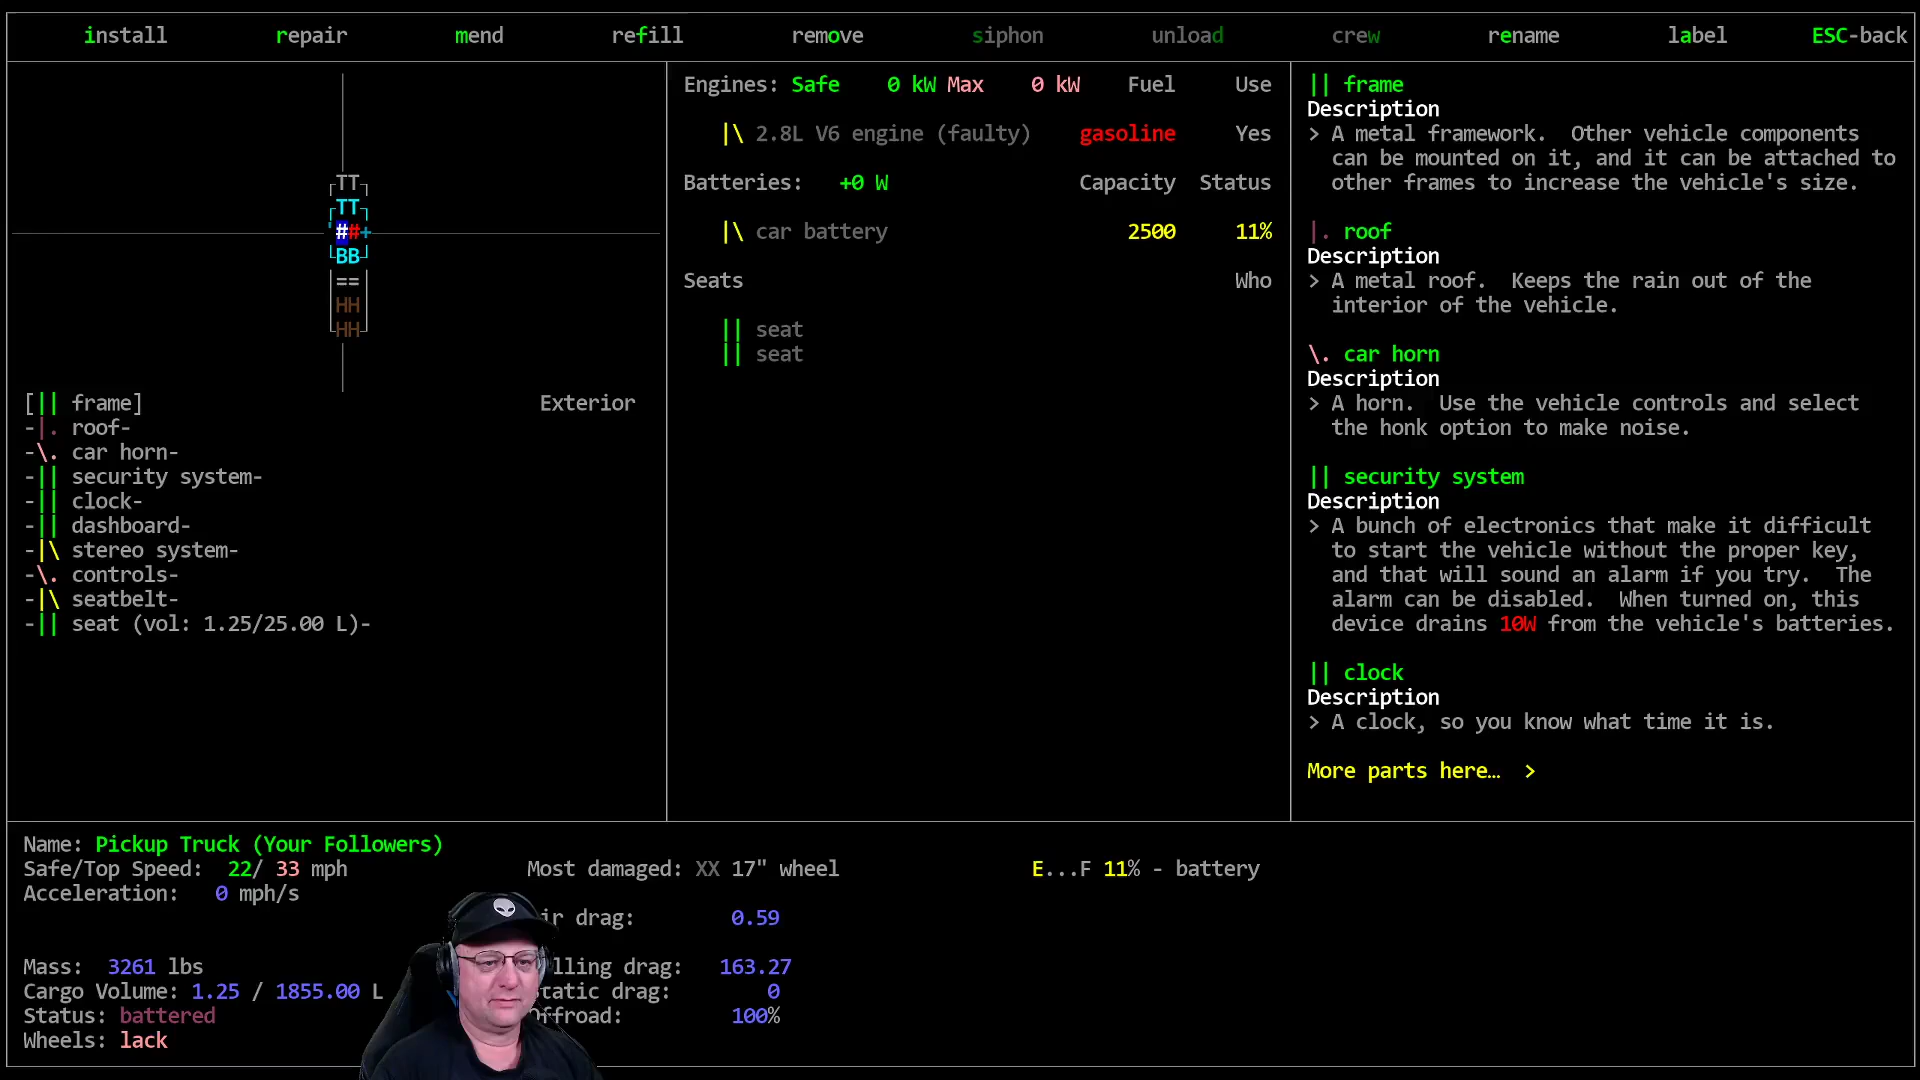 install repair mend refill remove siphon unload crew rename label ESC-back
Engines: Safe 0 kW Max 0 kW Fuel Use
|\ 2.8L V6 engine (faulty) gasoline Yes
Batteries: +0 W Capacity Status
|\ car battery 2500 11%
Seats Who
|| seat
|| seat
┌TT┐
┌TT┐
'##+
└BB┘
|==|
|HH|
└HH┘
[|| frame] Exterior
-|. roof-
-\. car horn-
-|| security system-
-|| clock-
-|| dashboard-
-|\ stereo system-
-\. controls-
-|\ seatbelt-
-|| seat (vol: 1.25/25.00 L)-
|| frame
Description
> A metal framework. Other vehicle components
can be mounted on it, and it can be attached to
other frames to increase the vehicle's size.
|. roof
Description
> A metal roof. Keeps the rain out of the
interior of the vehicle.
\. car horn
Description
> A horn. Use the vehicle controls and select
the honk option to make noise.
|| security system
Description
> A bunch of electronics that make it difficult
to start the vehicle without the proper key,
and that will sound an alarm if you try. The
alarm can be disabled. When turned on, this
device drains 10W from the vehicle's batteries.
|| clock
Description
> A clock, so you know what time it is.
More parts here… >
Name: Pickup Truck (Your Followers)
Safe/Top Speed: 22/ 33 mph Most damaged: XX 17" wheel E...F 11% - battery
Acceleration: 0 mph/s
ir drag: 0.59
Mass: 3261 lbs lling drag: 163.27
Cargo Volume: 1.25 / 1855.00 L tatic drag: 0
Status: battered Offroad: 100%
Wheels: lack